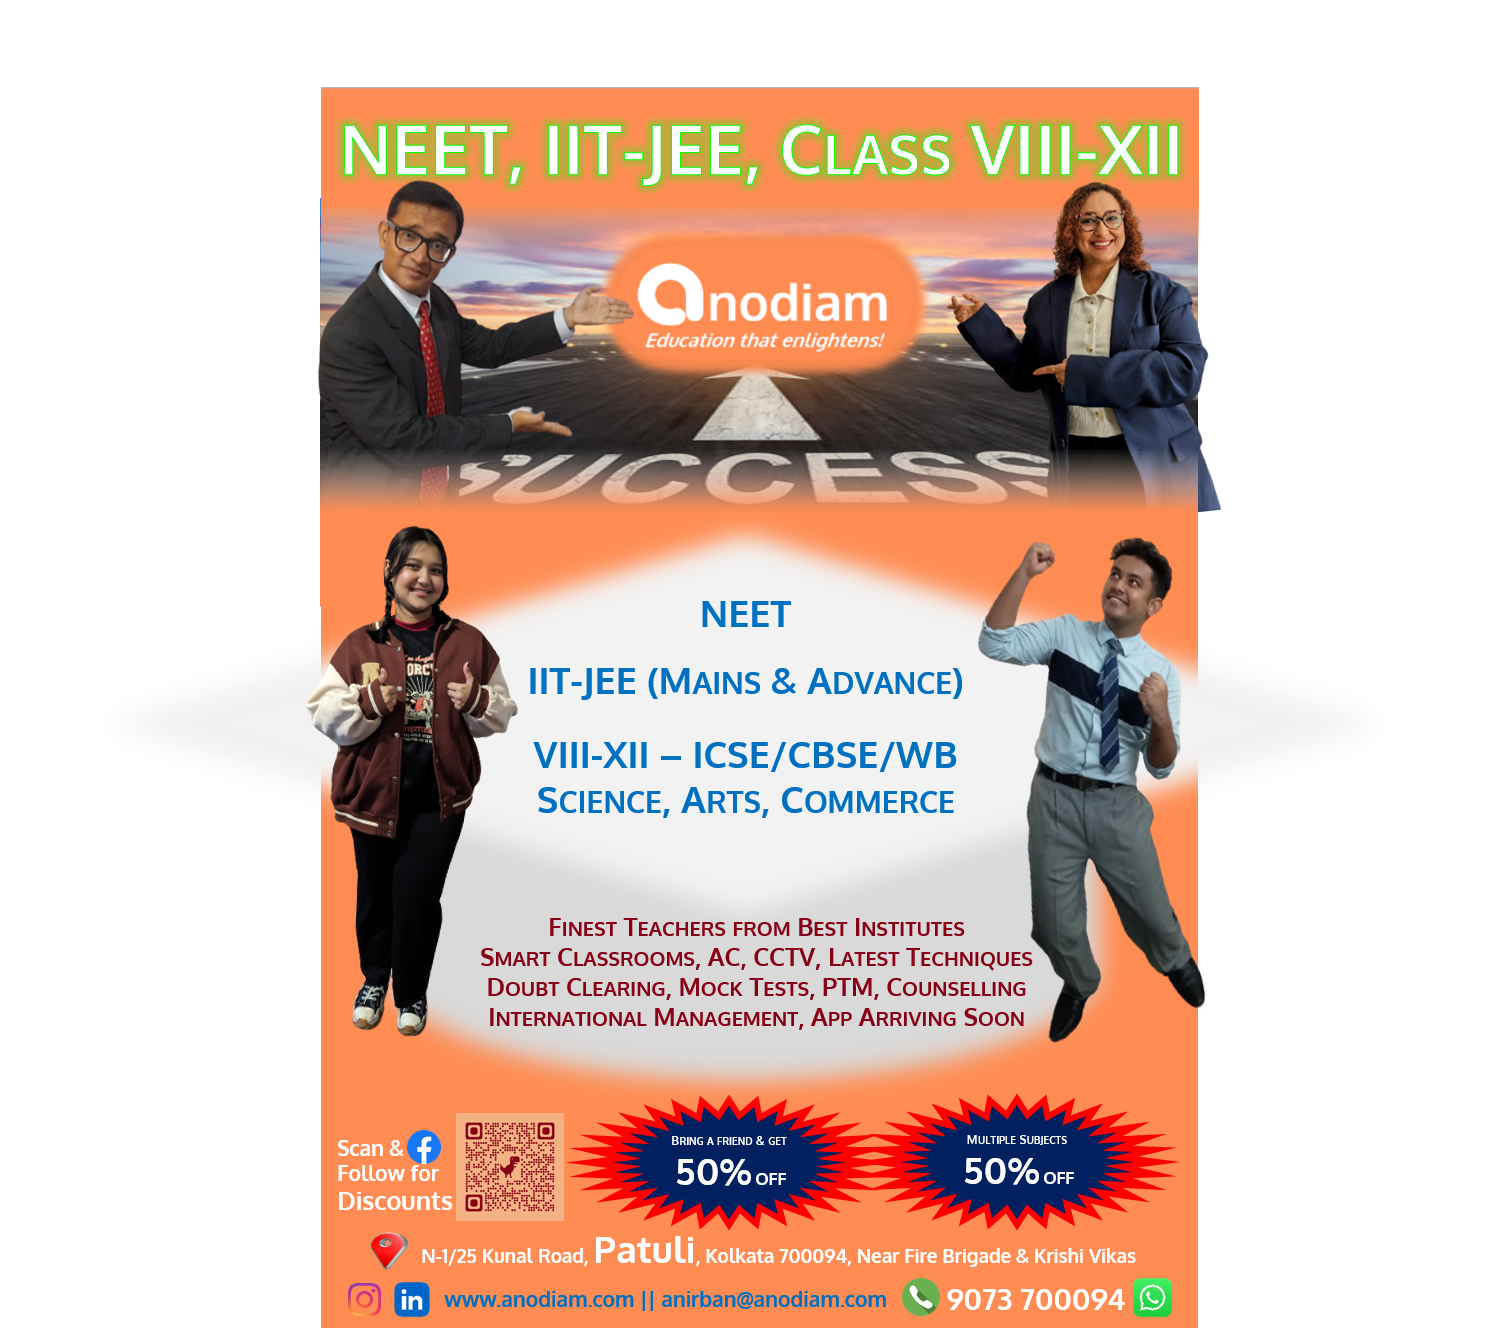 NEET, IIT-JEE, CLASS VIII-XII
anodiam
Education that enlightens!
SUCCESS
NEET
IIT-JEE (MAINS & ADVANCE)
VIII-XII – ICSE/CBSE/WB
SCIENCE, ARTS, COMMERCE
FINEST TEACHERS FROM BEST INSTITUTES
SMART CLASSROOMS, AC, CCTV, LATEST TECHNIQUES
DOUBT CLEARING, MOCK TESTS, PTM, COUNSELLING
INTERNATIONAL MANAGEMENT, APP ARRIVING SOON
Scan &
Follow for
Discounts
BRING A FRIEND & GET
50% OFF
MULTIPLE SUBJECTS
50% OFF
N-1/25 Kunal Road, Patuli, Kolkata 700094, Near Fire Brigade & Krishi Vikas
www.anodiam.com || anirban@anodiam.com 9073 700094